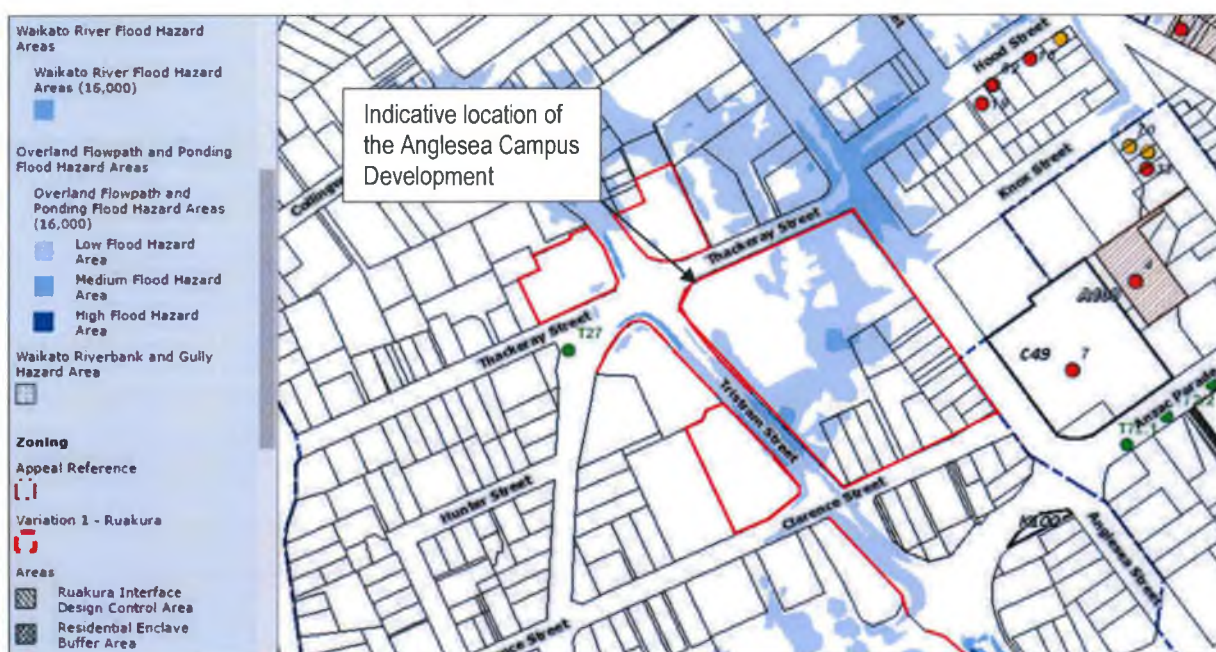 Waikato River Flood Hazard
Areas
Waikato River Flood Hazard
Areas (16,000)
Overland Flowpath and Ponding
Flood Hazard Areas
Overland Flowpath and
Ponding Flood Hazard Areas
(16,000)
Low Flood Hazard
Area
Medium Flood Hazard
Area
High Flood Hazard
Area
Waikato Riverbank and Gully
Hazard Area
Zoning
Appeal Reference
Variation 1 - Ruakura
Areas
Ruakura Interface
Design Control Area
Residential Enclave
Buffer Area
Indicative location of
the Anglesea Campus
Development
Hood Street
Knox Street
Thackeray Street
Thackeray Street
T27
Tristram Street
Hunter Street
Clarence Street
C49
7
Anzac Parade
Anglesea Street